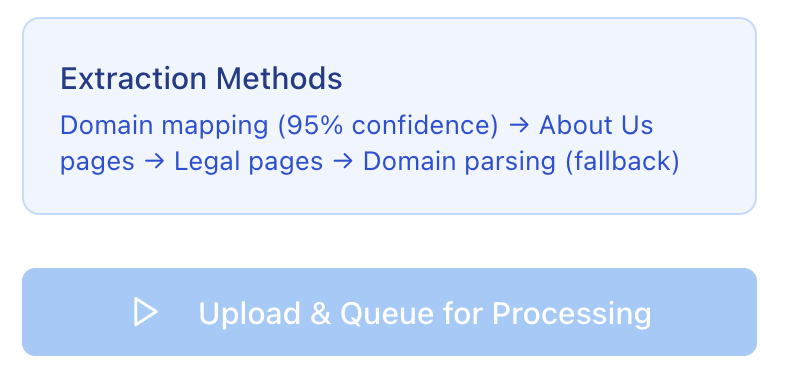 Extraction Methods
Domain mapping (95% confidence) → About Us
pages → Legal pages → Domain parsing (fallback)
Upload & Queue for Processing